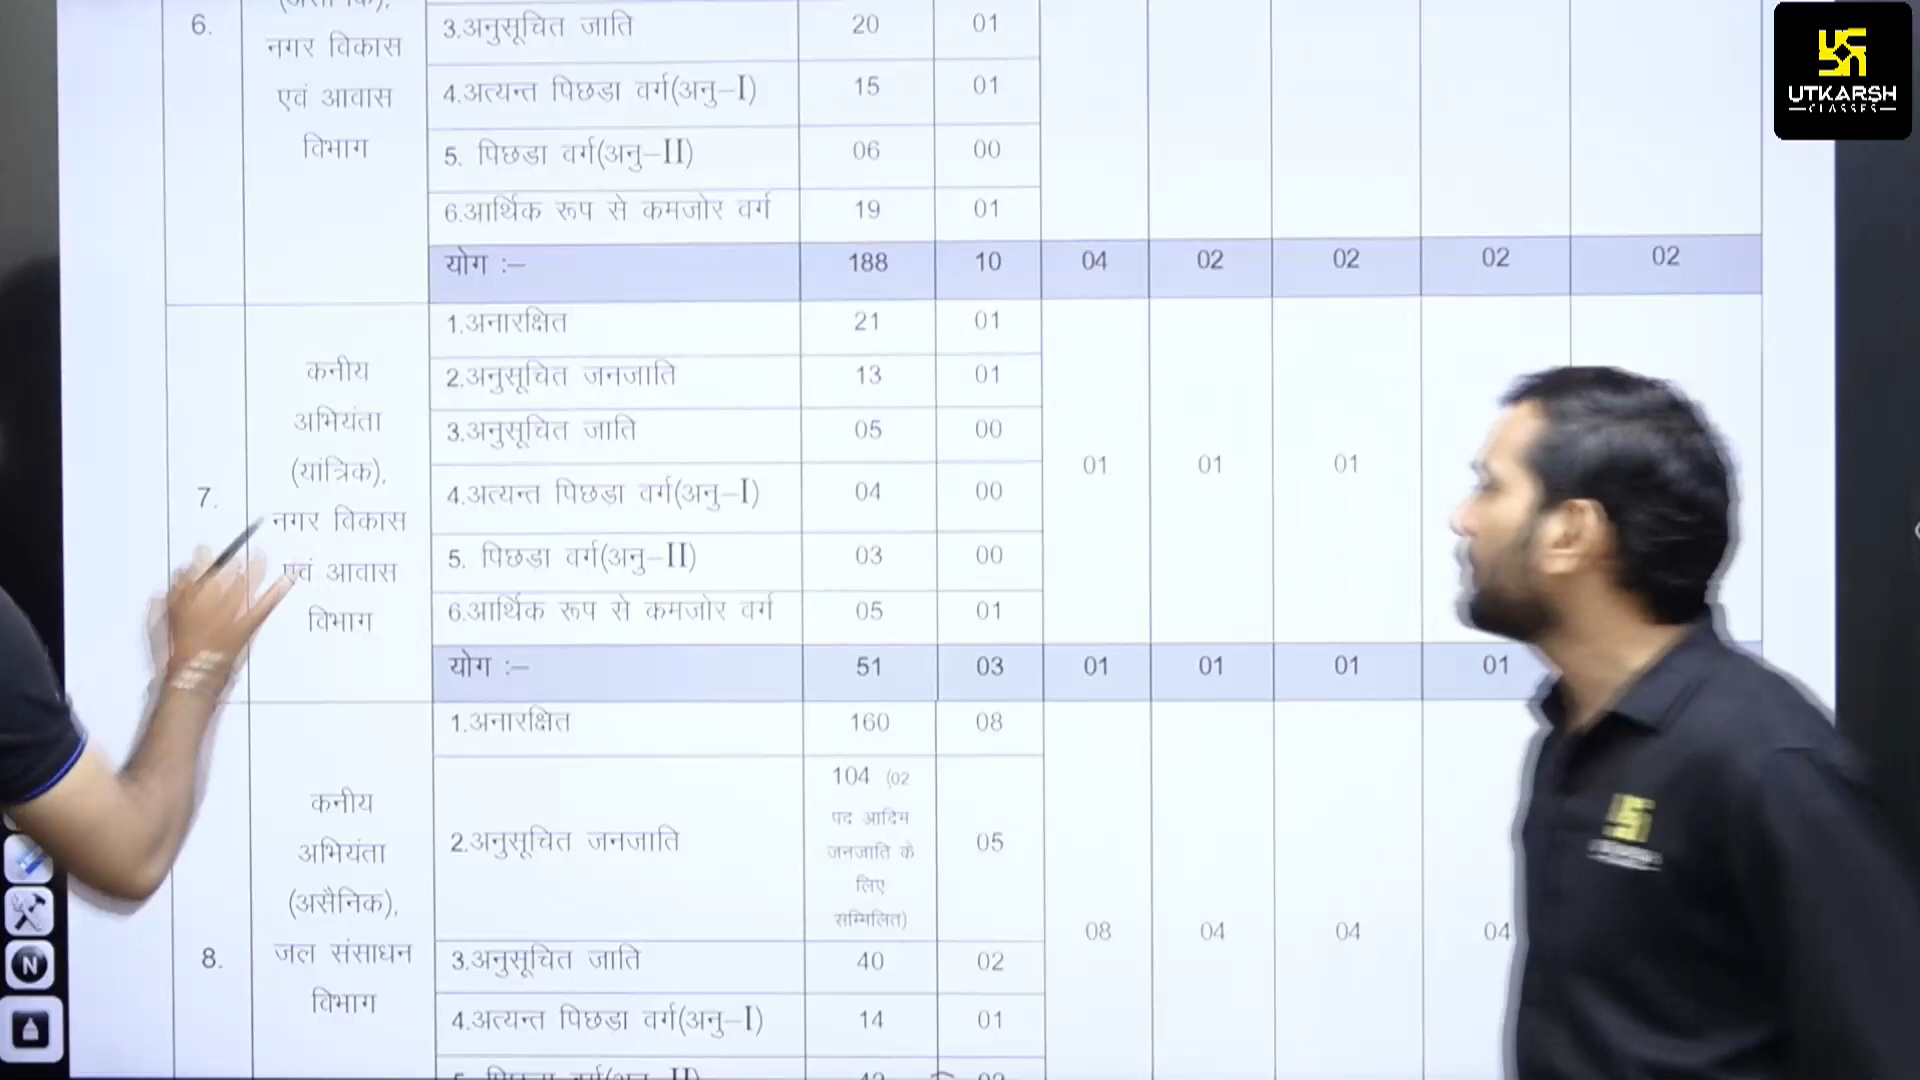 UTKARSH
CLASSES
6.
नगर विकास
एवं आवास
विभाग
3.अनुसूचित जाति 20 01
4.अत्यन्त पिछडा वर्ग(अनु–I) 15 01
5. पिछडा वर्ग(अनु–II) 06 00
6.आर्थिक रूप से कमजोर वर्ग 19 01
योग :– 188 10 04 02 02 02 02
7.
कनीय
अभियंता
(यांत्रिक),
नगर विकास
एवं आवास
विभाग
1.अनारक्षित 21 01
2.अनुसूचित जनजाति 13 01
3.अनुसूचित जाति 05 00
4.अत्यन्त पिछडा वर्ग(अनु–I) 04 00
5. पिछडा वर्ग(अनु–II) 03 00
6.आर्थिक रूप से कमजोर वर्ग 05 01
01 01 01
योग :– 51 03 01 01 01 01
8.
कनीय
अभियंता
(असैनिक),
जल संसाधन
विभाग
1.अनारक्षित 160 08
2.अनुसूचित जनजाति
104 (02
पद आदिम
जनजाति के
लिए
सम्मिलित)
05
3.अनुसूचित जाति 40 02
4.अत्यन्त पिछडा वर्ग(अनु–I) 14 01
08 04 04 04
N